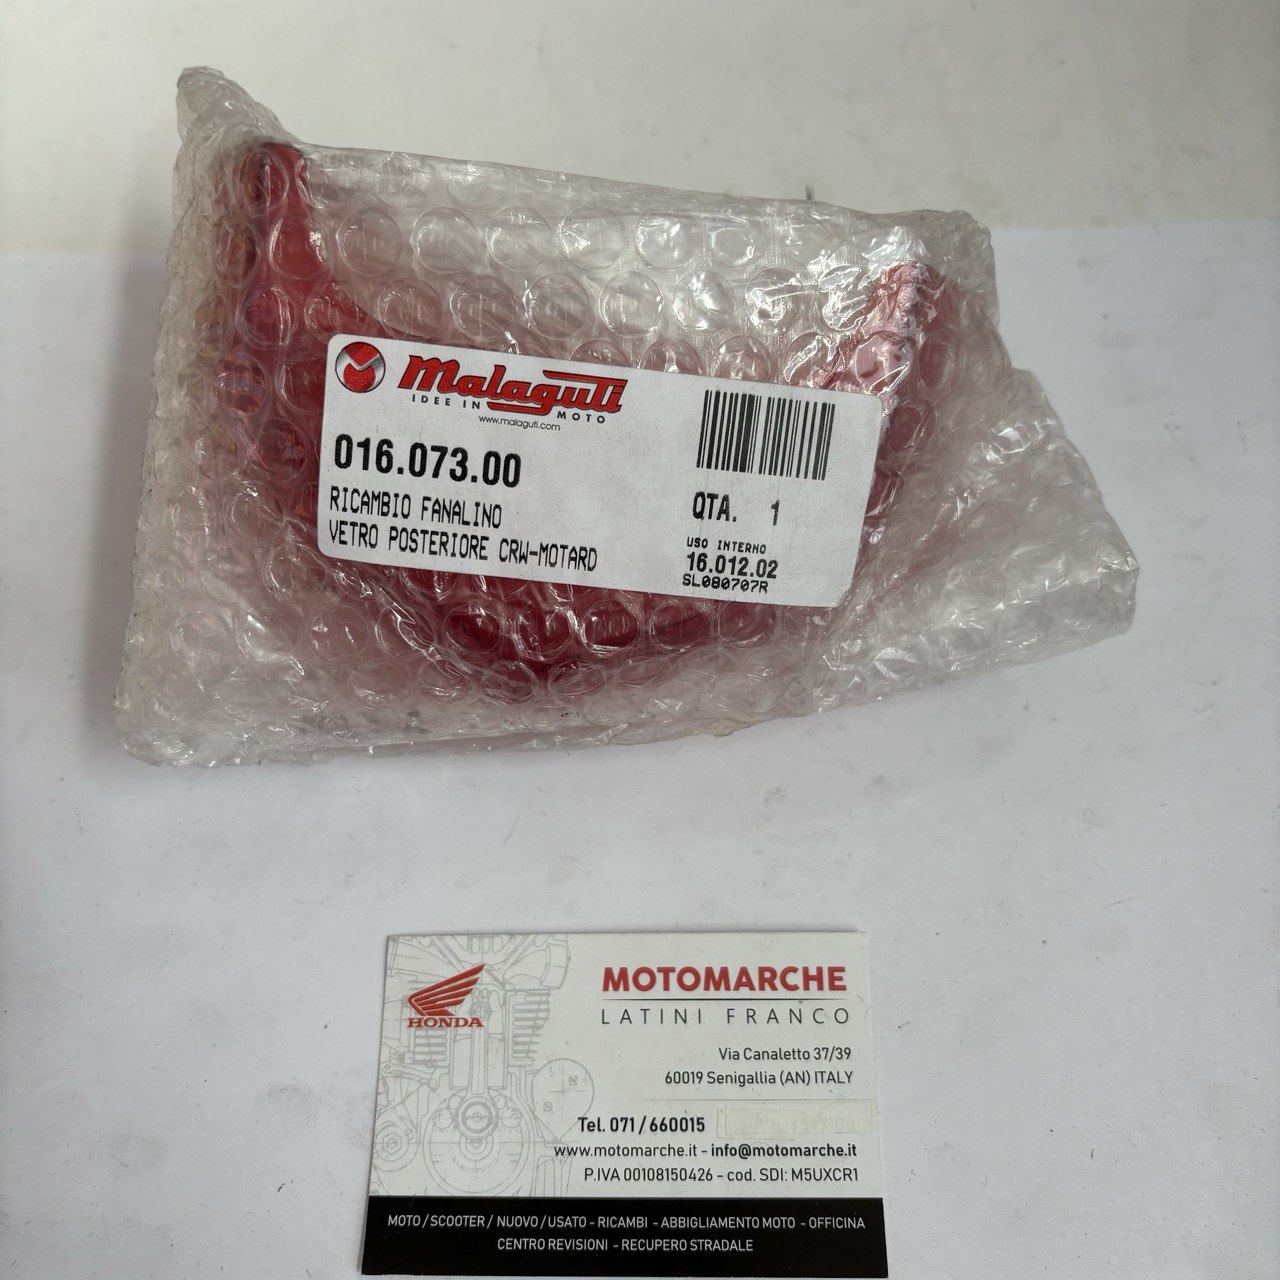 Malaguti
IDEE IN MOTO
www.malaguti.com
016.073.00
RICAMBIO FANALINO
VETRO POSTERIORE CRW-MOTARD
QTA. 1
USO INTERNO
16.012.02
SL080707R
HONDA
MOTOMARCHE
LATINI FRANCO
Via Canaletto 37/39
60019 Senigallia (AN) ITALY
Tel. 071/660015
www.motomarche.it - info@motomarche.it
P.IVA 00108150426 - cod. SDI: M5UXCR1
MOTO/SCOOTER/ NUOVO/USATO - RICAMBI - ABBIGLIAMENTO MOTO - OFFICINA
CENTRO REVISIONI - RECUPERO STRADALE